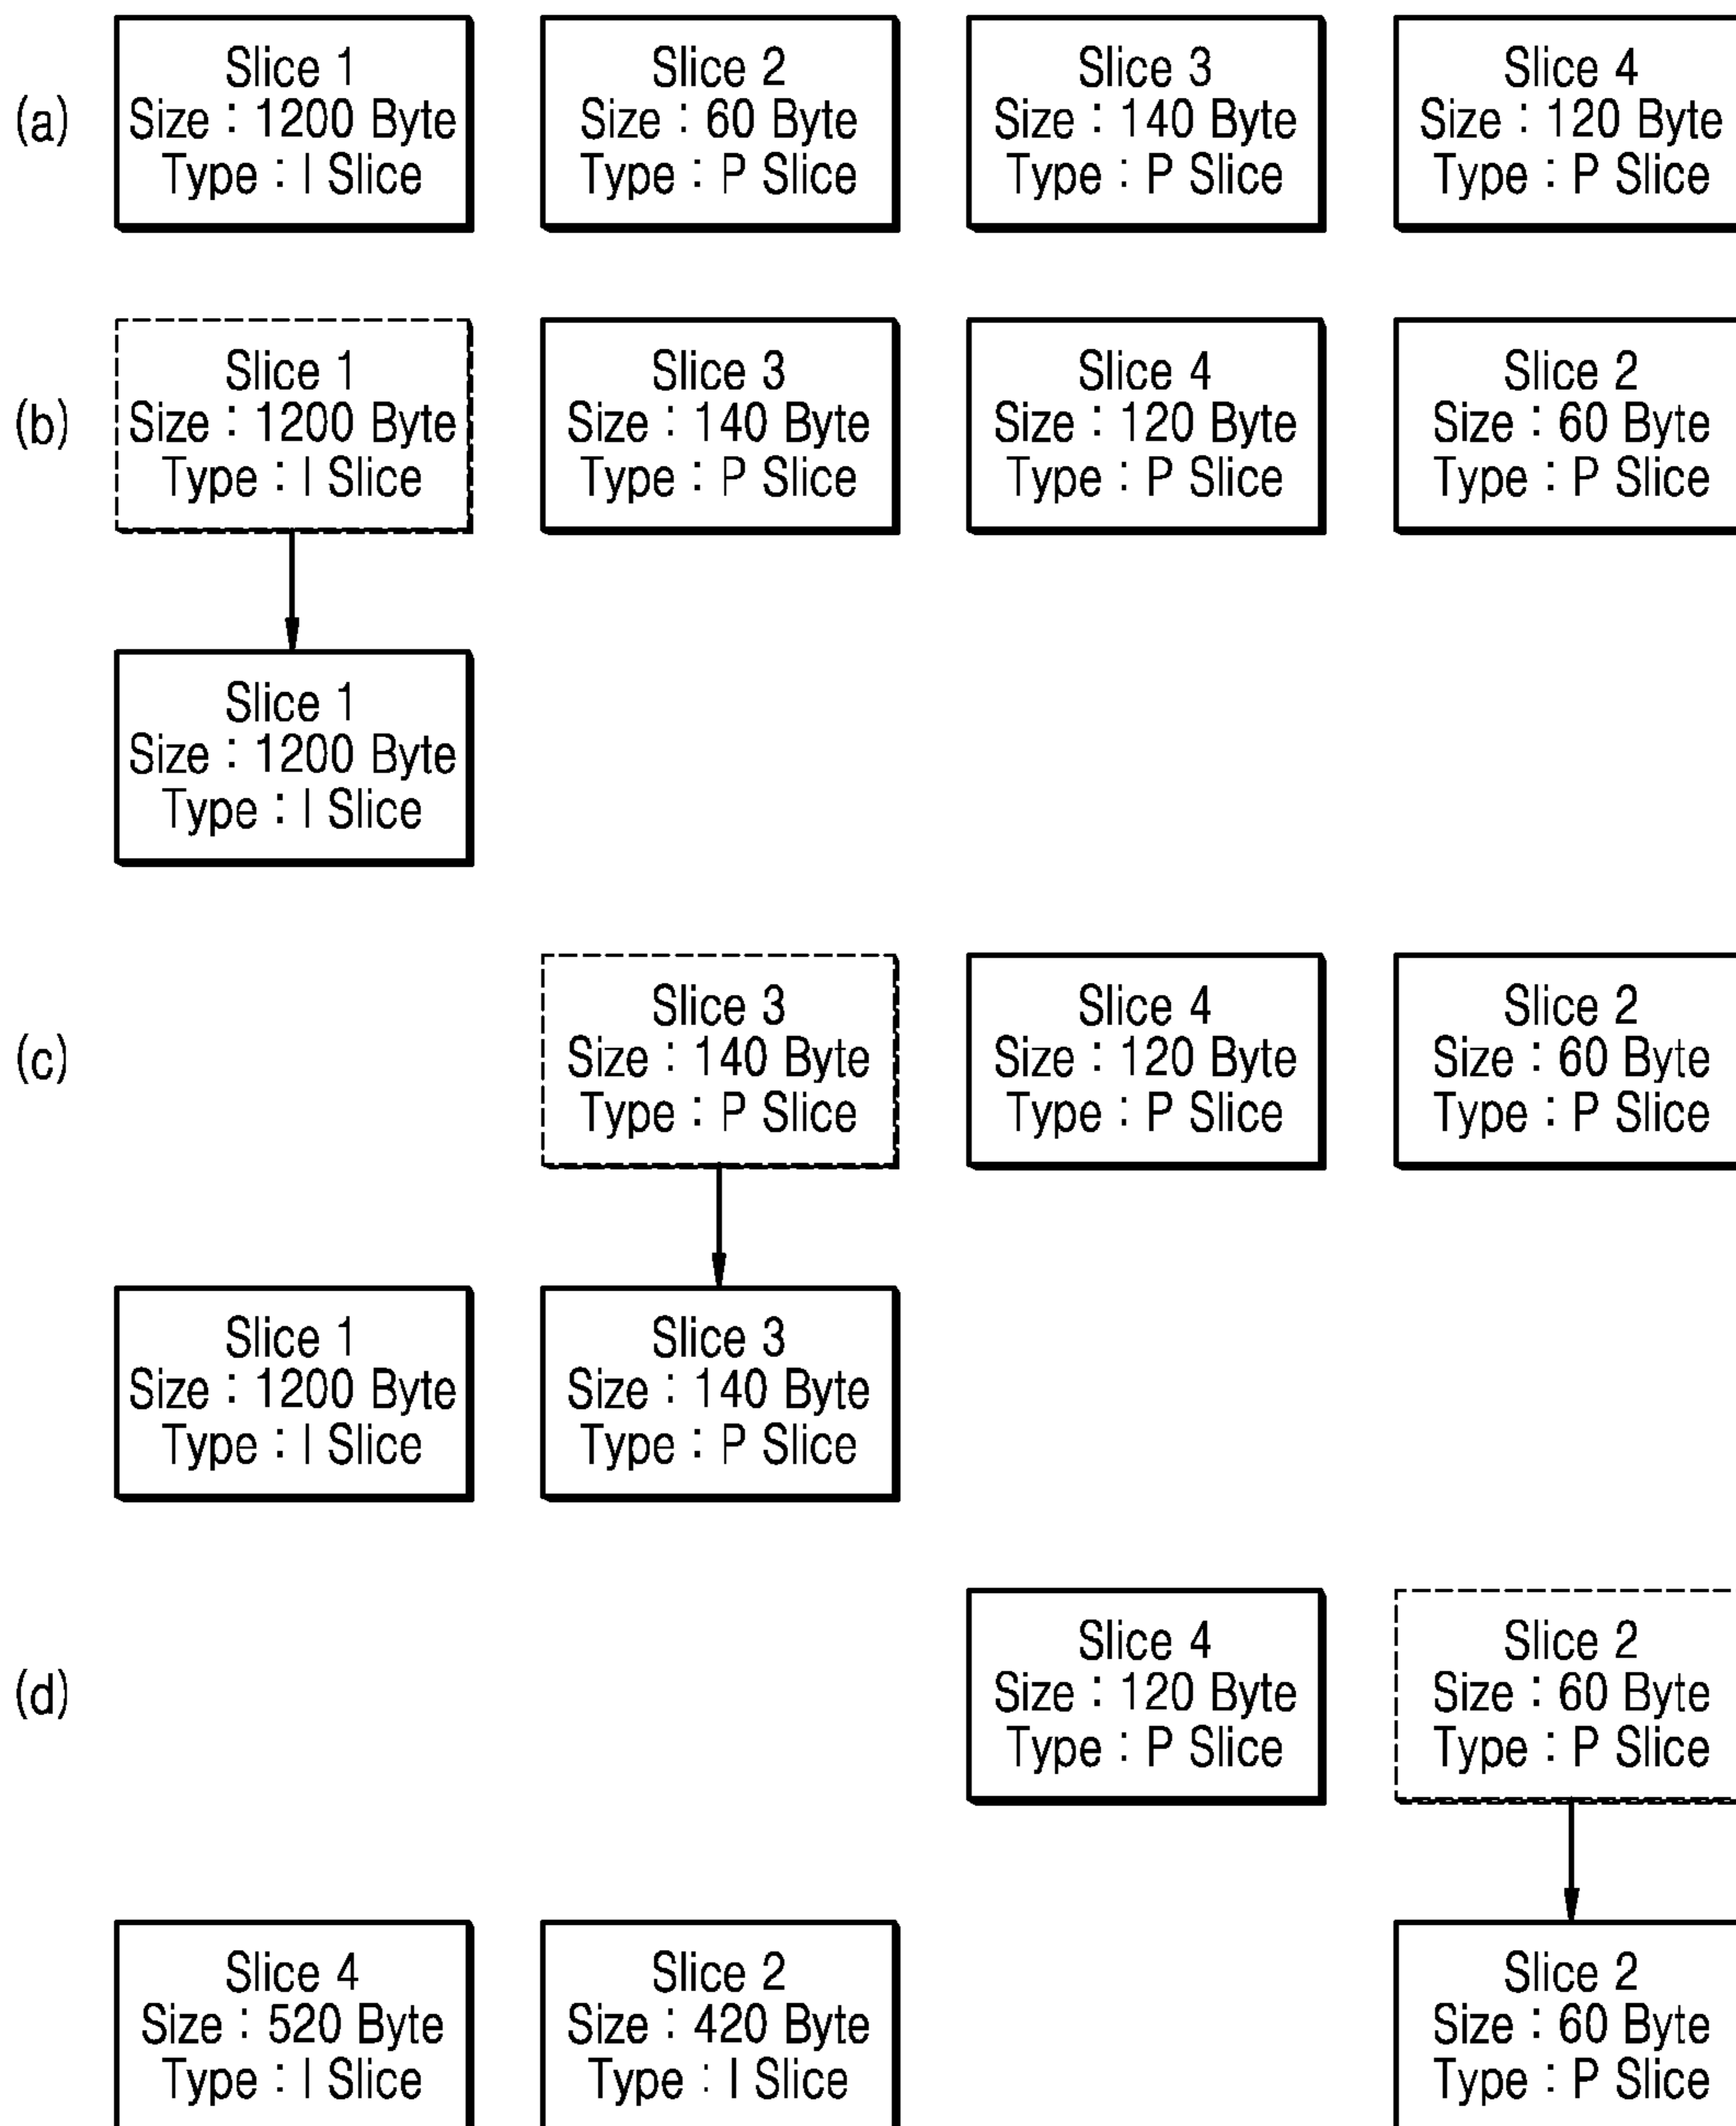 (a)
Slice 1
Size : 1200 Byte
Type : I Slice
Slice 2
Size : 60 Byte
Type : P Slice
Slice 3
Size : 140 Byte
Type : P Slice
Slice 4
Size : 120 Byte
Type : P Slice
(b)
Slice 1
Size : 1200 Byte
Type : I Slice
Slice 3
Size : 140 Byte
Type : P Slice
Slice 4
Size : 120 Byte
Type : P Slice
Slice 2
Size : 60 Byte
Type : P Slice
Slice 1
Size : 1200 Byte
Type : I Slice
(c)
Slice 3
Size : 140 Byte
Type : P Slice
Slice 4
Size : 120 Byte
Type : P Slice
Slice 2
Size : 60 Byte
Type : P Slice
Slice 1
Size : 1200 Byte
Type : I Slice
Slice 3
Size : 140 Byte
Type : P Slice
(d)
Slice 4
Size : 120 Byte
Type : P Slice
Slice 2
Size : 60 Byte
Type : P Slice
Slice 4
Size : 520 Byte
Type : I Slice
Slice 2
Size : 420 Byte
Type : I Slice
Slice 2
Size : 60 Byte
Type : P Slice